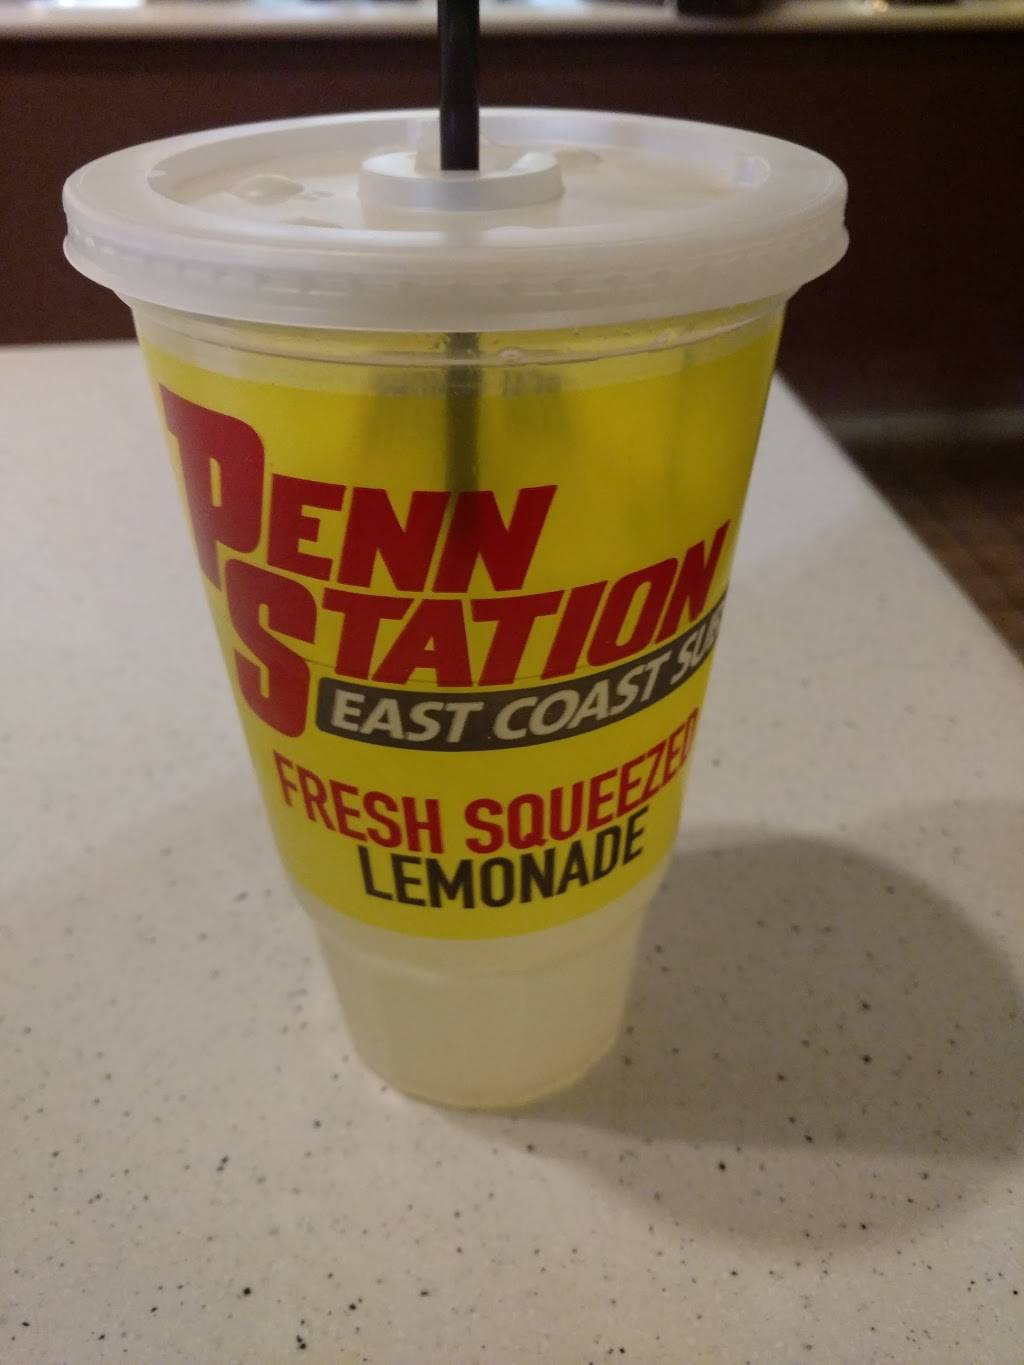 PENN
STATION
EAST COAST
FRESH SQUEEZED
LEMONADE